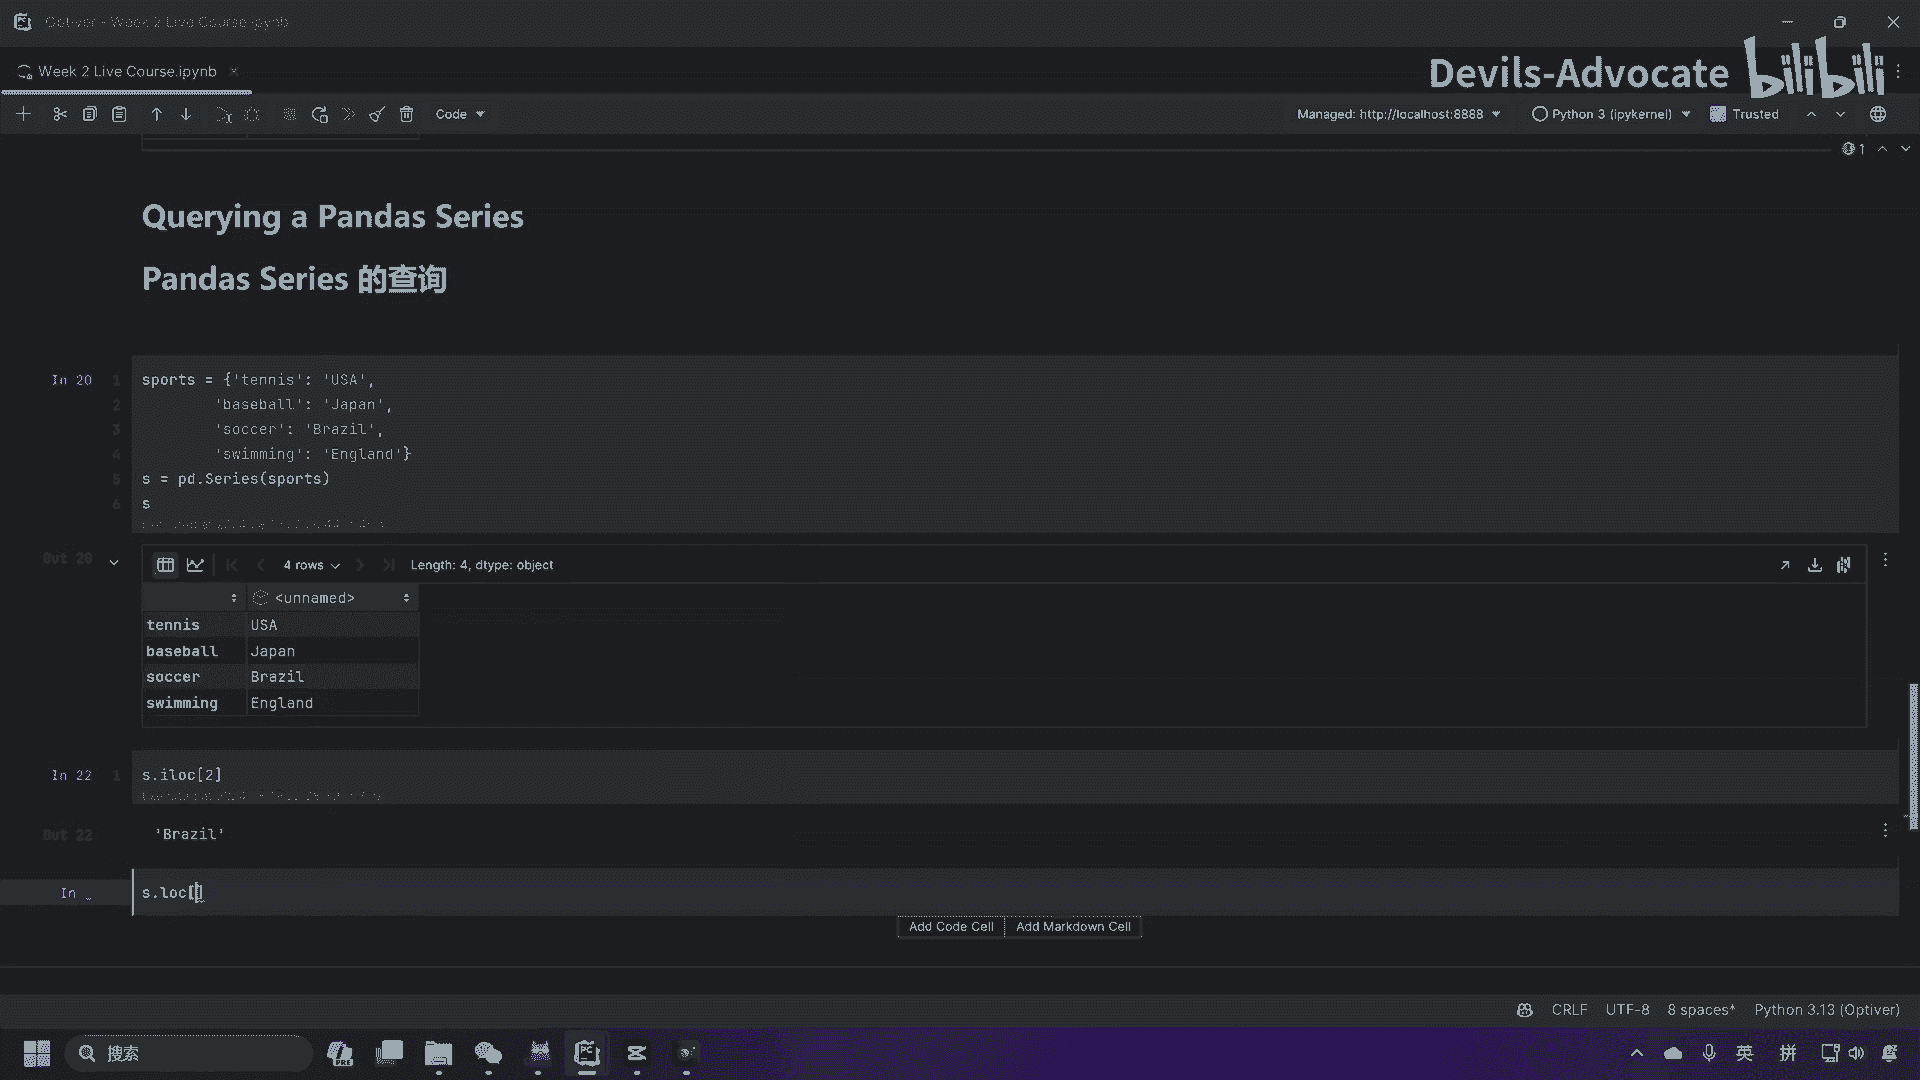 Optiver - Week 2 Live Course.ipynb
Week 2 Live Course.ipynb
Devils-Advocate bilibili
Code
Managed: http://localhost:8888
Python 3 (ipykernel)
Trusted
1
Querying a Pandas Series
Pandas Series 的查询
In 20
1 sports = {'tennis': 'USA',
2 'baseball': 'Japan',
3 'soccer': 'Brazil',
4 'swimming': 'England'}
5 s = pd.Series(sports)
6 s
Out 20
4 rows
Length: 4, dtype: object
<unnamed>
tennis USA
baseball Japan
soccer Brazil
swimming England
In 22 1 s.iloc[2]
Out 22 'Brazil'
In s.loc[]
Add Code Cell Add Markdown Cell
CRLF UTF-8 8 spaces* Python 3.13 (Optiver)
搜索
PRE
PC
英 拼